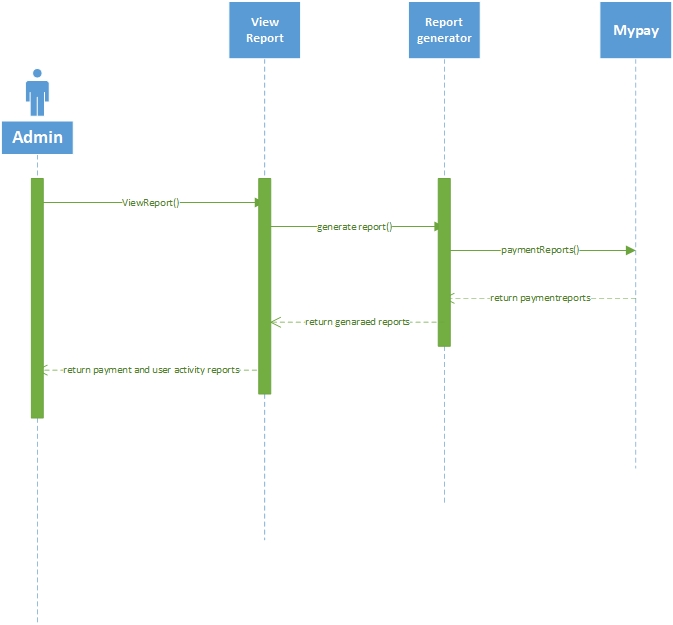 View
Report
Report
generator
Mypay
Admin
ViewReport()
generate report()
paymentReports()
return paymentreports
return genaraed reports
return payment and user activity reports